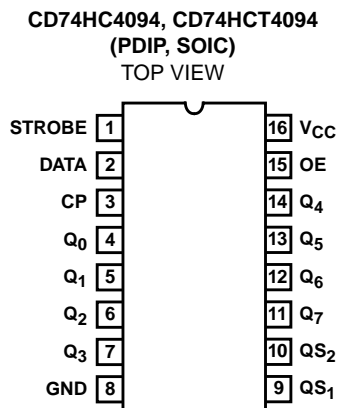 CD74HC4094, CD74HCT4094
(PDIP, SOIC)
TOP VIEW
STROBE 1 16 VCC
DATA 2 15 OE
CP 3 14 Q4
Q0 4 13 Q5
Q1 5 12 Q6
Q2 6 11 Q7
Q3 7 10 QS2
GND 8 9 QS1